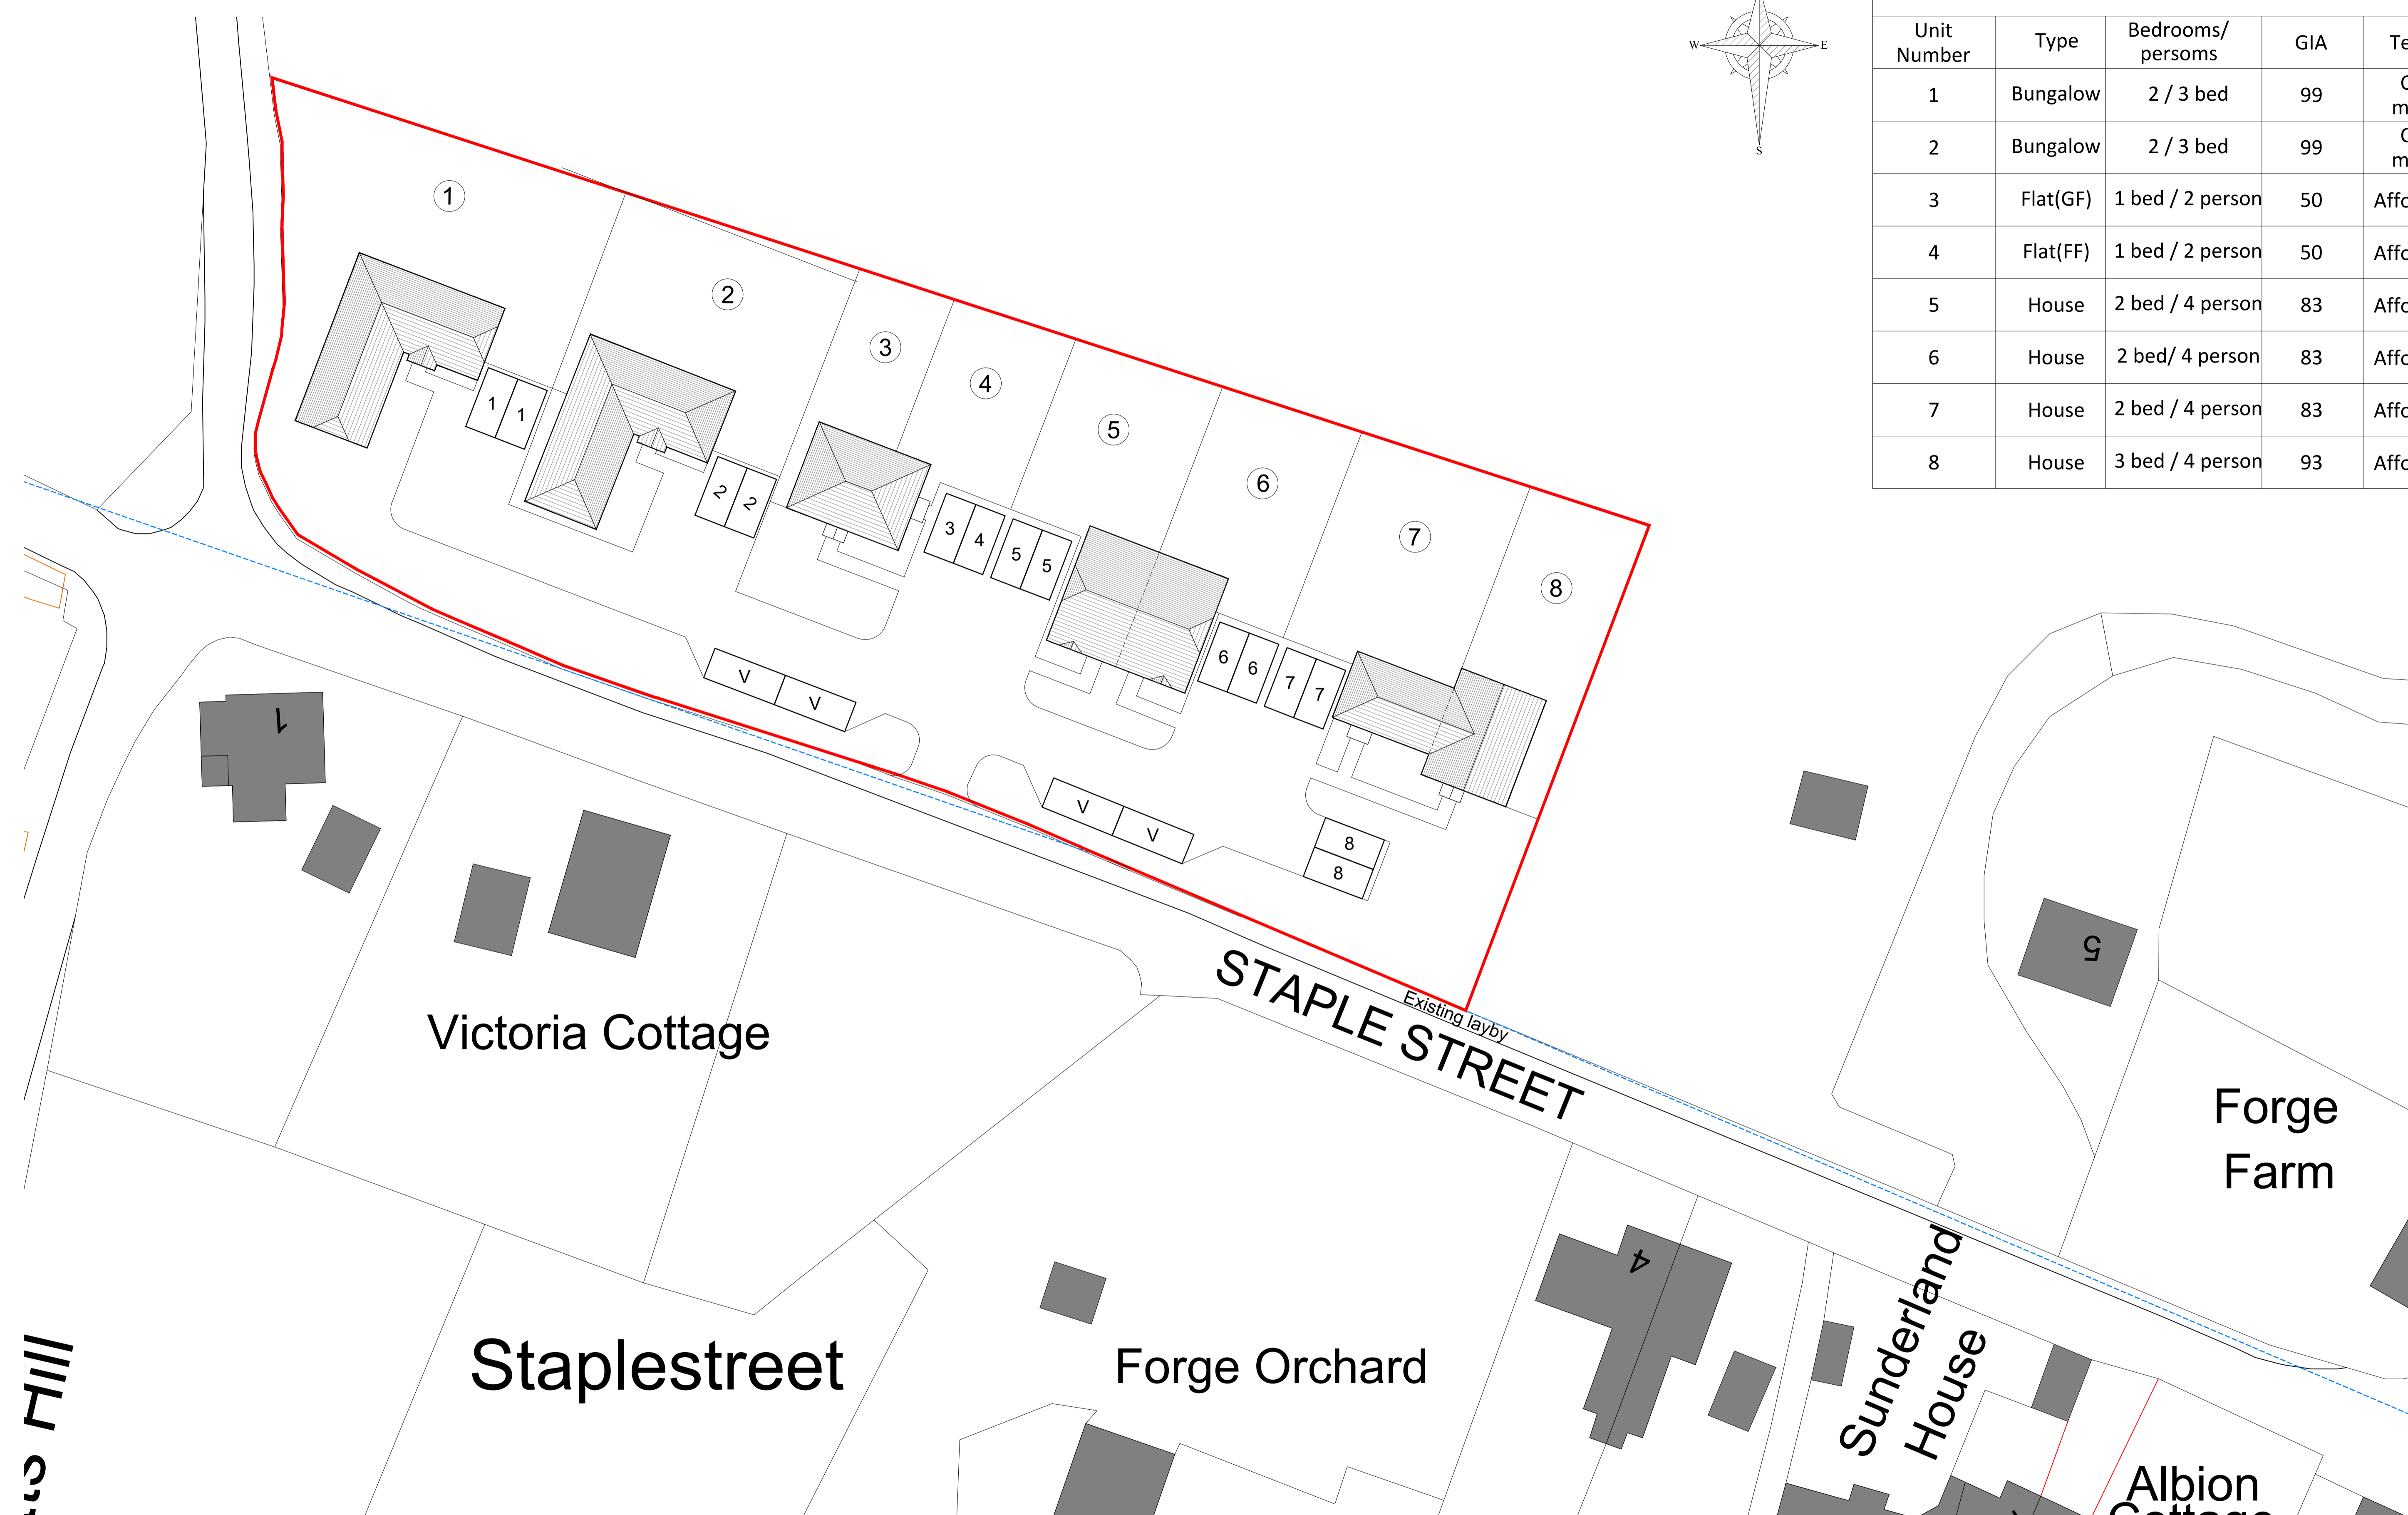 W E
S
Unit Number Type Bedrooms/ persoms GIA
1 Bungalow 2 / 3 bed 99
2 Bungalow 2 / 3 bed 99
3 Flat(GF) 1 bed / 2 person 50
4 Flat(FF) 1 bed / 2 person 50
5 House 2 bed / 4 person 83
6 House 2 bed/ 4 person 83
7 House 2 bed / 4 person 83
8 House 3 bed / 4 person 93
1
2
3
4
5
6
7
8
1 1
2 2
3 4 5 5
6 6 7 7
V V
V V
8
8
1
5
STAPLE STREET
Existing layby
Victoria Cottage
Forge
Farm
4
Sunderland
House
Staplestreet
Forge Orchard
Hill
Albion
Cottage